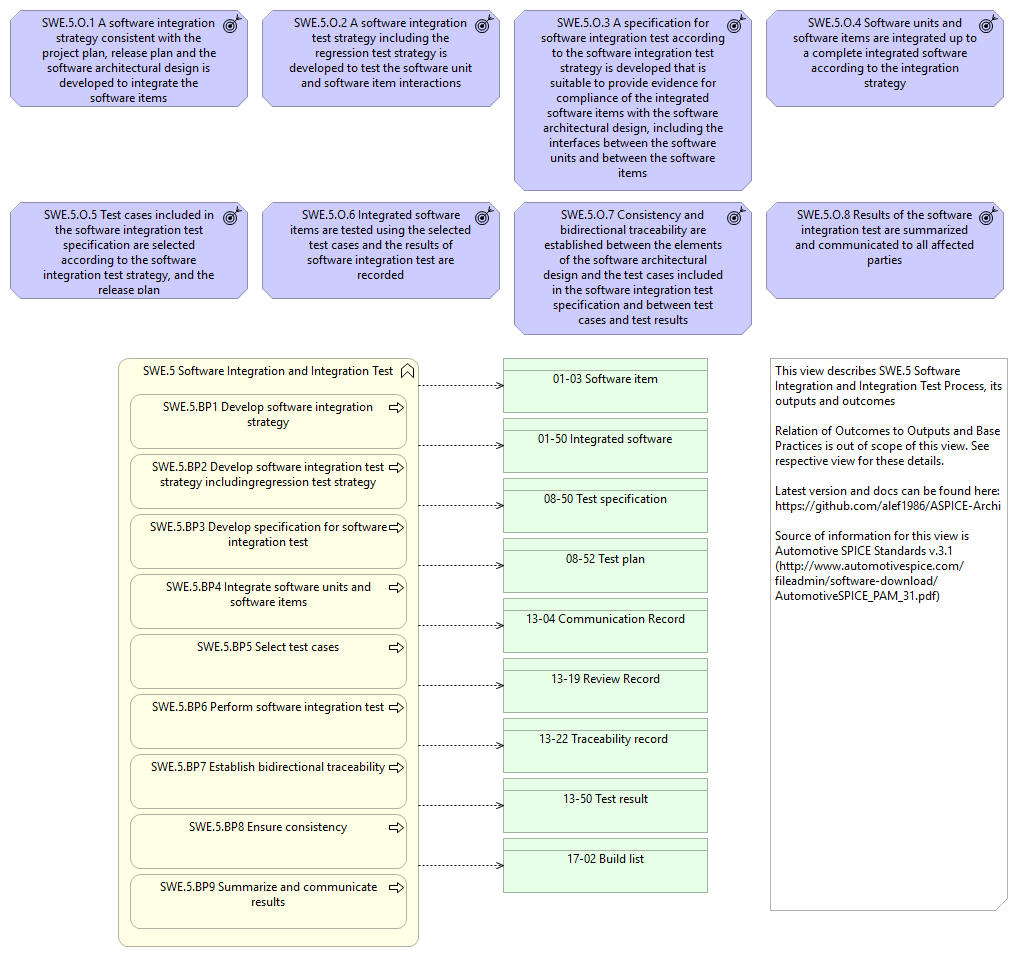 SWE.5.O.1 A software integration
strategy consistent with the
project plan, release plan and the
software architectural design is
developed to integrate the
software items
SWE.5.O.2 A software integration
test strategy including the
regression test strategy is
developed to test the software unit
and software item interactions
SWE.5.O.3 A specification for
software integration test according
to the software integration test
strategy is developed that is
suitable to provide evidence for
compliance of the integrated
software items with the software
architectural design, including the
interfaces between the software
units and between the software
items
SWE.5.O.4 Software units and
software items are integrated up to
a complete integrated software
according to the integration
strategy
SWE.5.O.5 Test cases included in
the software integration test
specification are selected
according to the software
integration test strategy, and the
release plan
SWE.5.O.6 Integrated software
items are tested using the selected
test cases and the results of
software integration test are
recorded
SWE.5.O.7 Consistency and
bidirectional traceability are
established between the elements
of the software architectural
design and the test cases included
in the software integration test
specification and between test
cases and test results
SWE.5.O.8 Results of the software
integration test are summarized
and communicated to all affected
parties
SWE.5 Software Integration and Integration Test
SWE.5.BP1 Develop software integration
strategy
SWE.5.BP2 Develop software integration test
strategy includingregression test strategy
SWE.5.BP3 Develop specification for software
integration test
SWE.5.BP4 Integrate software units and
software items
SWE.5.BP5 Select test cases
SWE.5.BP6 Perform software integration test
SWE.5.BP7 Establish bidirectional traceability
SWE.5.BP8 Ensure consistency
SWE.5.BP9 Summarize and communicate
results
01-03 Software item
01-50 Integrated software
08-50 Test specification
08-52 Test plan
13-04 Communication Record
13-19 Review Record
13-22 Traceability record
13-50 Test result
17-02 Build list
This view describes SWE.5 Software
Integration and Integration Test Process, its
outputs and outcomes
Relation of Outcomes to Outputs and Base
Practices is out of scope of this view. See
respective view for these details.
Latest version and docs can be found here:
https://github.com/alef1986/ASPICE-Archi
Source of information for this view is
Automotive SPICE Standards v.3.1
(http://www.automotivespice.com/
fileadmin/software-download/
AutomotiveSPICE_PAM_31.pdf)